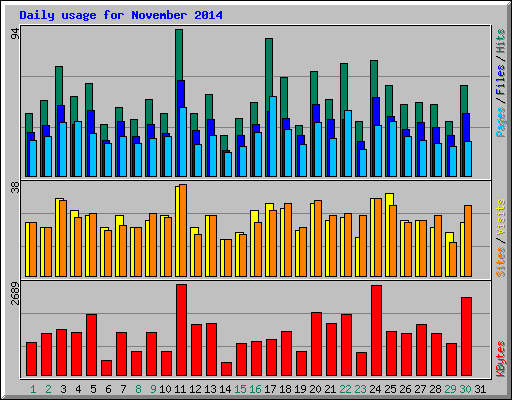 Daily usage for November 2014
94
Pages / Files / Hits
38
Sites / Visits
2689
KBytes
1 2 3 4 5 6 7 8 9 10 11 12 13 14 15 16 17 18 19 20 21 22 23 24 25 26 27 28 29 30 31